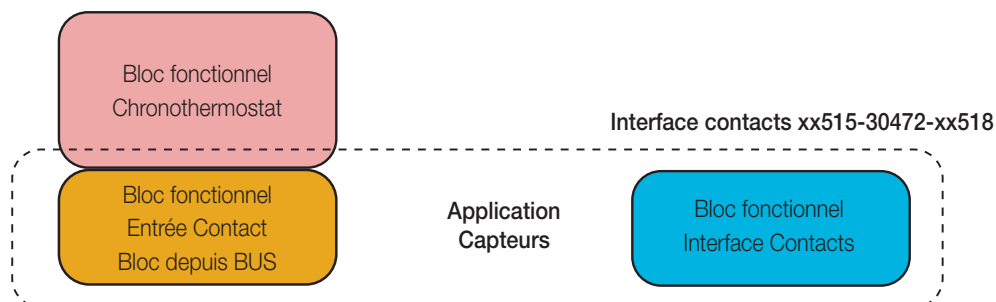 Bloc fonctionnel
Chronothermostat
Interface contacts xx515-30472-xx518
Bloc fonctionnel
Entrée Contact
Bloc depuis BUS
Application
Capteurs
Bloc fonctionnel
Interface Contacts